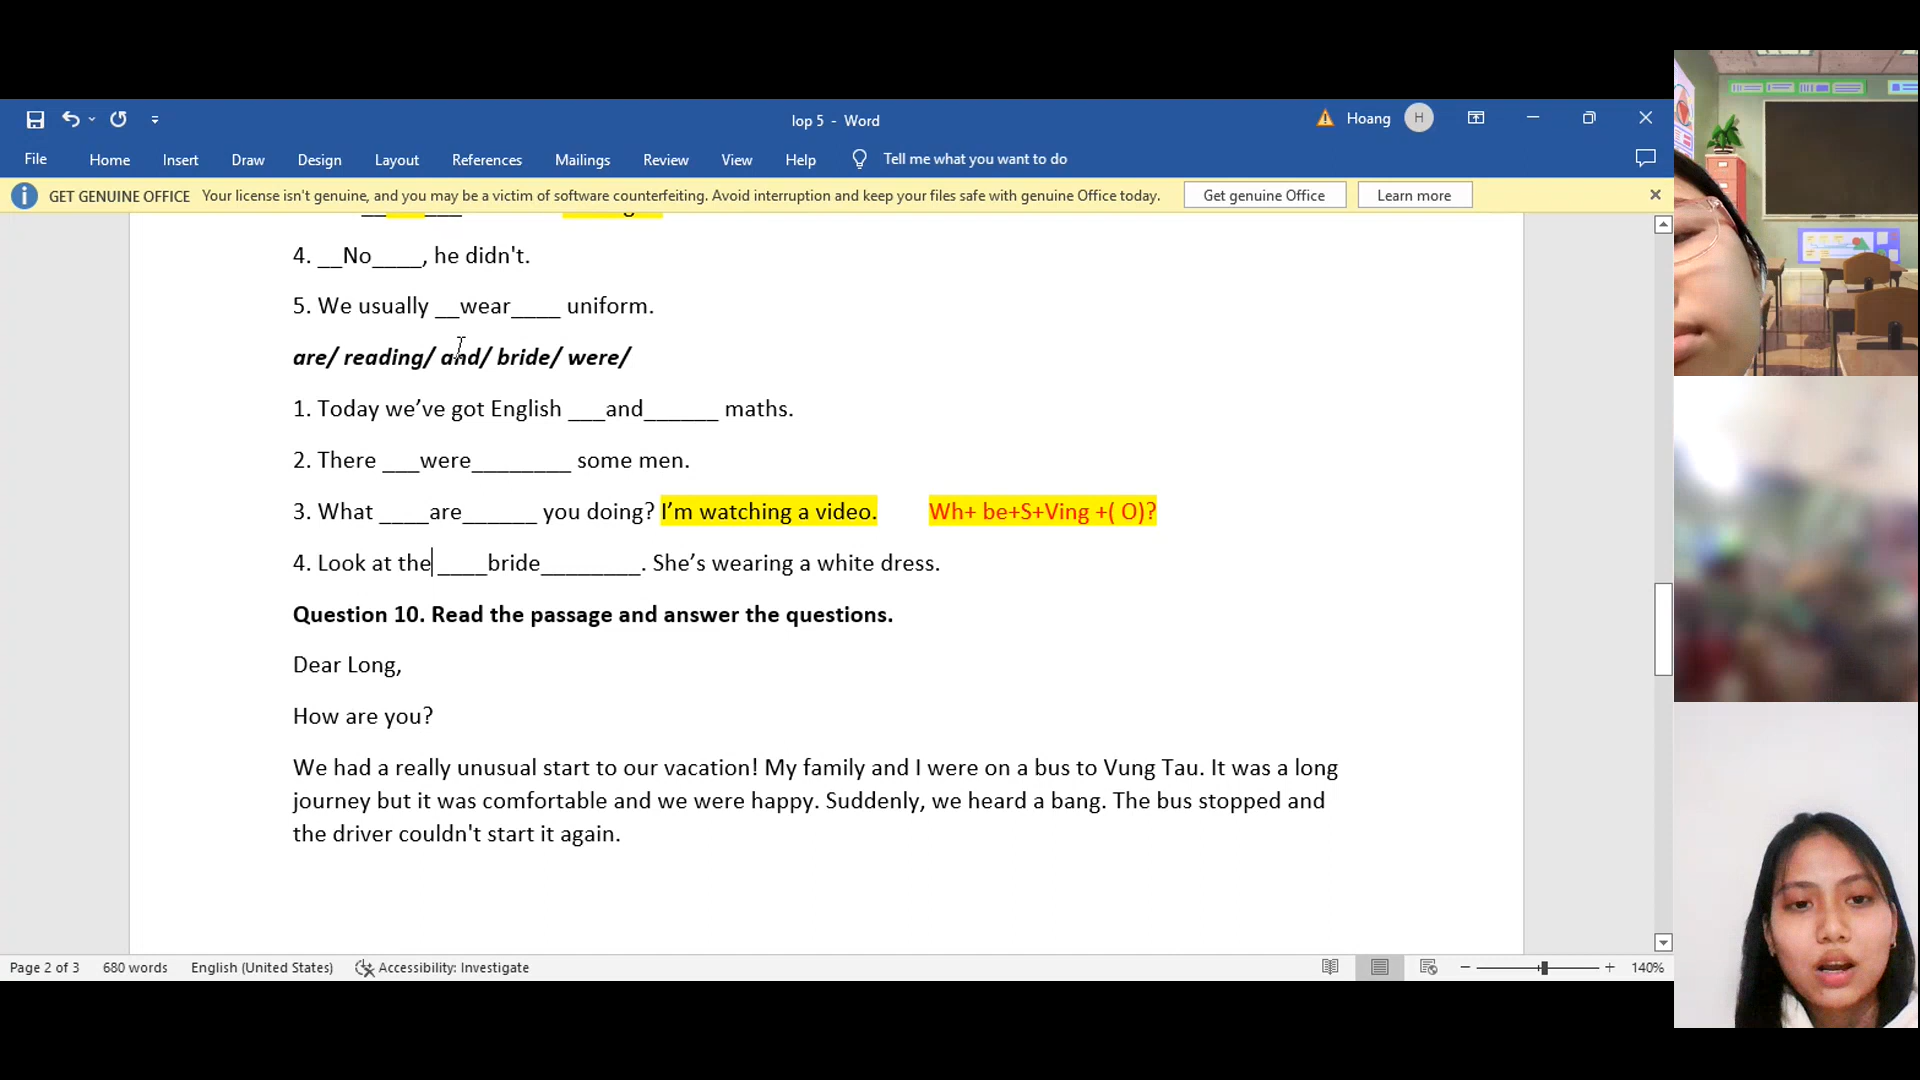 lop 5 - Word
Hoang
H
File Home Insert Draw Design Layout References Mailings Review View Help Tell me what you want to do
GET GENUINE OFFICE Your license isn't genuine, and you may be a victim of software counterfeiting. Avoid interruption and keep your files safe with genuine Office today. Get genuine Office Learn more
4. __No____, he didn't.
5. We usually __wear____ uniform.
are/ reading/ and/ bride/ were/
1. Today we’ve got English ___and______ maths.
2. There ___were________ some men.
3. What ____are______ you doing? I’m watching a video. Wh+ be+S+Ving +( O)?
4. Look at the ____bride________. She’s wearing a white dress.
Question 10. Read the passage and answer the questions.
Dear Long,
How are you?
We had a really unusual start to our vacation! My family and I were on a bus to Vung Tau. It was a long
journey but it was comfortable and we were happy. Suddenly, we heard a bang. The bus stopped and
the driver couldn't start it again.
Page 2 of 3 680 words English (United States) Accessibility: Investigate 140%